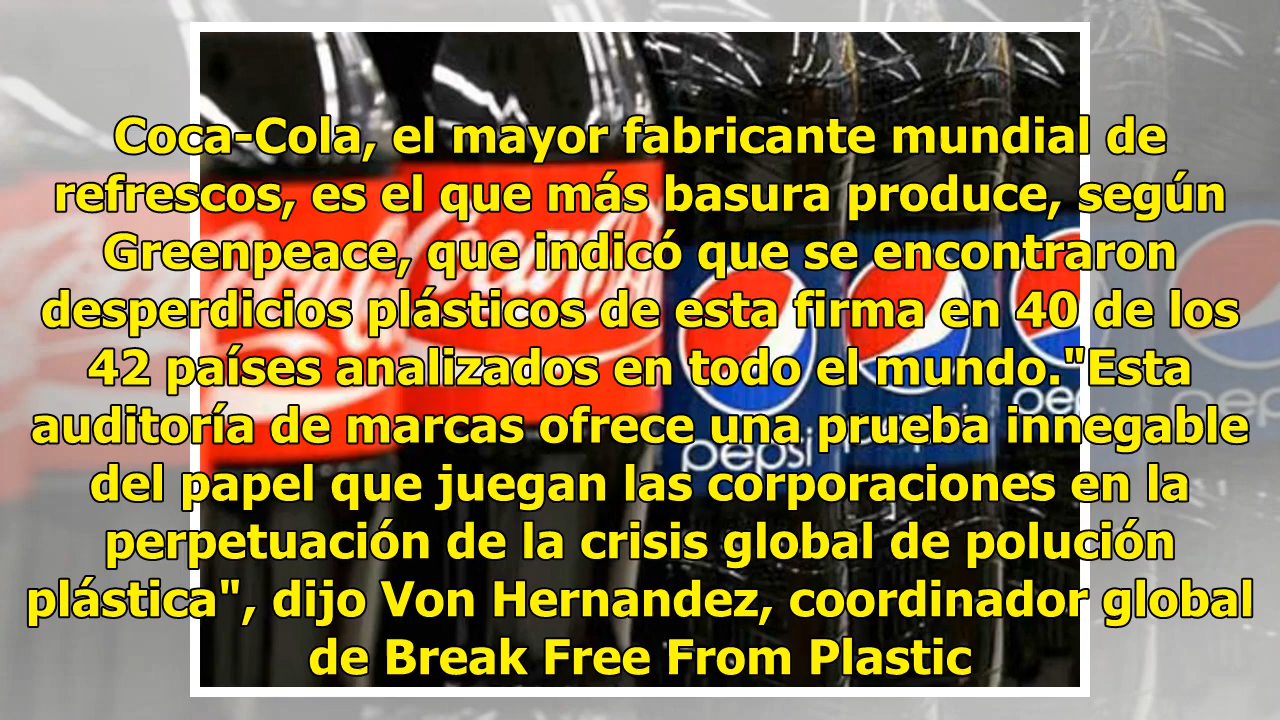 Coca-Cola, el mayor fabricante mundial de
refrescos, es el que más basura produce, según
Greenpeace, que indicó que se encontraron
desperdicios plásticos de esta firma en 40 de los
42 países analizados en todo el mundo."Esta
auditoría de marcas ofrece una prueba innegable
del papel que juegan las corporaciones en la
perpetuación de la crisis global de polución
plástica", dijo Von Hernandez, coordinador global
de Break Free From Plastic
pepsi